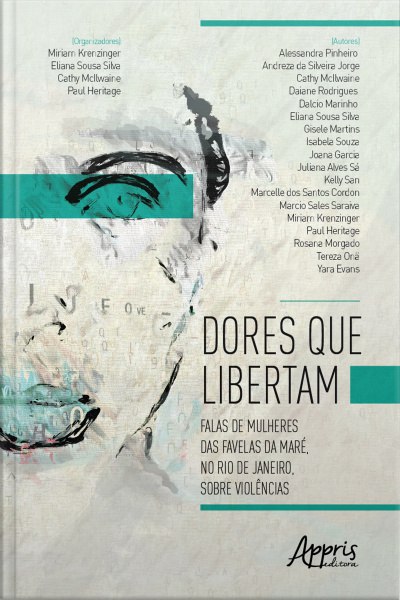 (Organizadores)
Miriam Krenzinger
Eliana Sousa Silva
Cathy McIlwaine
Paul Heritage
(Autores)
Alessandra Pinheiro
Andreza da Silveira Jorge
Cathy McIlwaine
Daiane Rodrigues
Dalcio Marinho
Eliana Sousa Silva
Gisele Martins
Isabela Souza
Joana Garcia
Juliana Alves Sá
Kelly San
Marcelle dos Santos Cordon
Marcio Sales Saraiva
Miriam Krenzinger
Paul Heritage
Rosana Morgado
Tereza Onä
Yara Evans
DORES QUE
LIBERTAM
FALAS DE MULHERES
DAS FAVELAS DA MARÉ,
NO RIO DE JANEIRO,
SOBRE VIOLÊNCIAS
Appris
editora